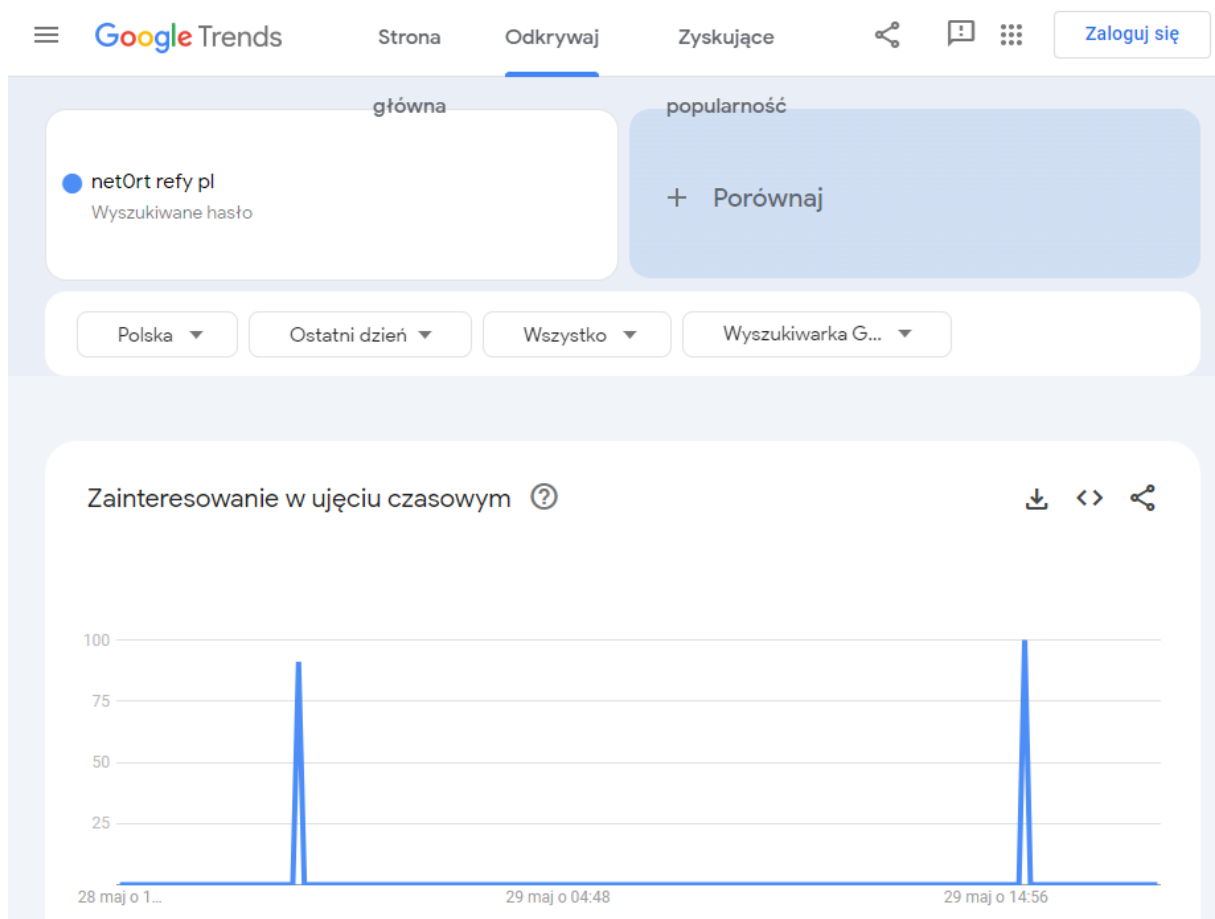 Google Trends
Strona główna
Odkrywaj
Zyskujące popularność
Zaloguj się
net0rt refy pl
Wyszukiwane hasło
+ Porównaj
Polska
Ostatni dzień
Wszystko
Wyszukiwarka G...
Zainteresowanie w ujęciu czasowym
100
75
50
25
28 maj o 1...
29 maj o 04:48
29 maj o 14:56